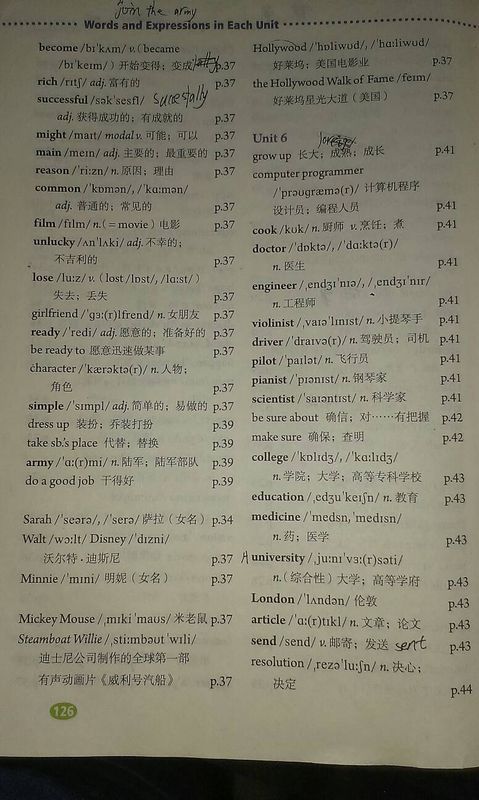 join the army
Words and Expressions in Each Unit
become /bɪˈkʌm/ v. (became
/bɪˈkeɪm/) 开始变得；变成 p.37
rich /rɪtʃ/ adj. 富有的 p.37
successful /səkˈsesfl/ succesfally
adj. 获得成功的；有成就的 p.37
might /maɪt/ modal v. 可能；可以 p.37
main /meɪn/ adj. 主要的；最重要的 p.37
reason /ˈriːzn/ n. 原因；理由 p.37
common /ˈkɒmən/, /ˈkɑːmən/
adj. 普通的；常见的 p.37
film /fɪlm/ n. (= movie) 电影 p.37
unlucky /ʌnˈlʌki/ adj. 不幸的；
不吉利的 p.37
lose /luːz/ v. (lost /lɒst/, /lɑːst/)
失去；丢失 p.37
girlfriend /ˈɡɜː(r)lfrend/ n. 女朋友 p.37
ready /ˈredi/ adj. 愿意的；准备好的 p.37
be ready to 愿意迅速做某事 p.37
character /ˈkærəktə(r)/ n. 人物；
角色 p.37
simple /ˈsɪmpl/ adj. 简单的；易做的 p.37
dress up 装扮；乔装打扮 p.39
take sb.'s place 代替；替换 p.39
army /ˈɑː(r)mi/ n. 陆军；陆军部队 p.39
do a good job 干得好 p.39
Sarah /ˈseərə/, /ˈserə/ 萨拉（女名） p.34
Walt /wɔːlt/ Disney /ˈdɪzni/
沃尔特·迪斯尼 p.37
Minnie /ˈmɪni/ 明妮（女名） p.37
Mickey Mouse /ˌmɪki ˈmaʊs/ 米老鼠 p.37
Steamboat Willie /ˌstiːmbəʊt ˈwɪli/
迪士尼公司制作的全球第一部
有声动画片《威利号汽船》 p.37
126
Hollywood /ˈhɒliwʊd/, /ˈhɑːliwʊd/
好莱坞；美国电影业 p.37
the Hollywood Walk of Fame /feɪm/
好莱坞星光大道（美国） p.37
Unit 6
grow up 长大；成熟；成长 p.41
computer programmer
/ˈprəʊɡræmə(r)/ 计算机程序
设计员；编程人员 p.41
cook /kʊk/ n. 厨师 v. 烹饪；煮 p.41
doctor /ˈdɒktə/, /ˈdɑːktə(r)/
n. 医生 p.41
engineer /ˌendʒɪˈnɪə/, /ˌendʒɪˈnɪr/
n. 工程师 p.41
violinist /ˌvaɪəˈlɪnɪst/ n. 小提琴手 p.41
driver /ˈdraɪvə(r)/ n. 驾驶员；司机 p.41
pilot /ˈpaɪlət/ n. 飞行员 p.41
pianist /ˈpɪənɪst/ n. 钢琴家 p.41
scientist /ˈsaɪəntɪst/ n. 科学家 p.41
be sure about 确信；对……有把握 p.42
make sure 确保；查明 p.42
college /ˈkɒlɪdʒ/, /ˈkɑːlɪdʒ/
n. 学院；大学；高等专科学校 p.43
education /ˌedʒuˈkeɪʃn/ n. 教育 p.43
medicine /ˈmedsn, ˈmedɪsn/
n. 药；医学 p.43
A university /ˌjuːnɪˈvɜː(r)səti/
n. (综合性) 大学；高等学府 p.43
London /ˈlʌndən/ 伦敦 p.43
article /ˈɑː(r)tɪkl/ n. 文章；论文 p.43
send /send/ v. 邮寄；发送 sent p.43
resolution /ˌrezəˈluːʃn/ n. 决心；
决定 p.44